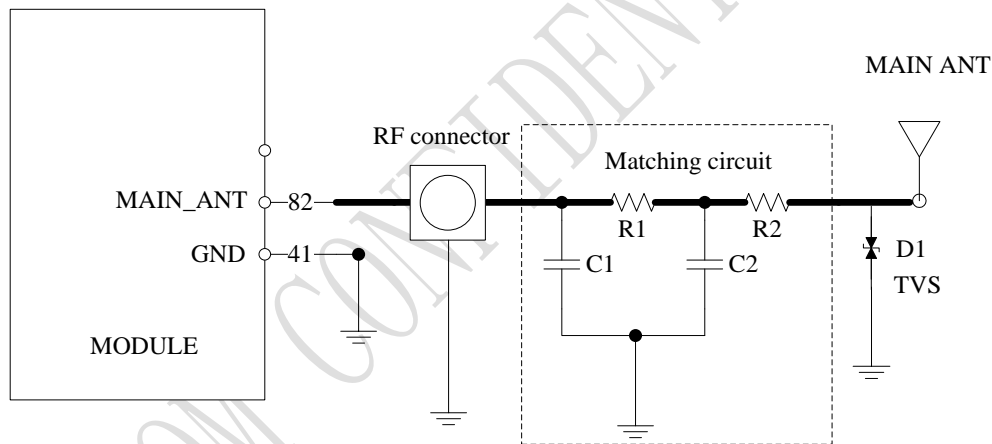 MAIN ANT
RF connector
Matching circuit
MAIN_ANT
82
R1
R2
GND
41
C1
C2
D1
TVS
MODULE